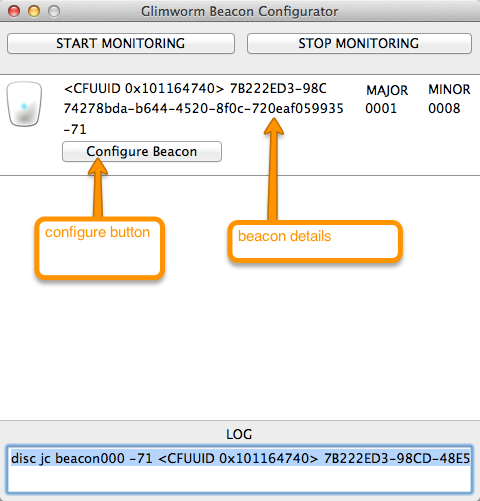 Glimworm Beacon Configurator
START MONITORING
STOP MONITORING
<CFUUID 0x101164740> 7B222ED3-98C
74278bda-b644-4520-8f0c-720eaf059935
-71
MAJOR
0001
MINOR
0008
Configure Beacon
configure button
beacon details
LOG
disc jc beacon000 -71 <CFUUID 0x101164740> 7B222ED3-98CD-48E5